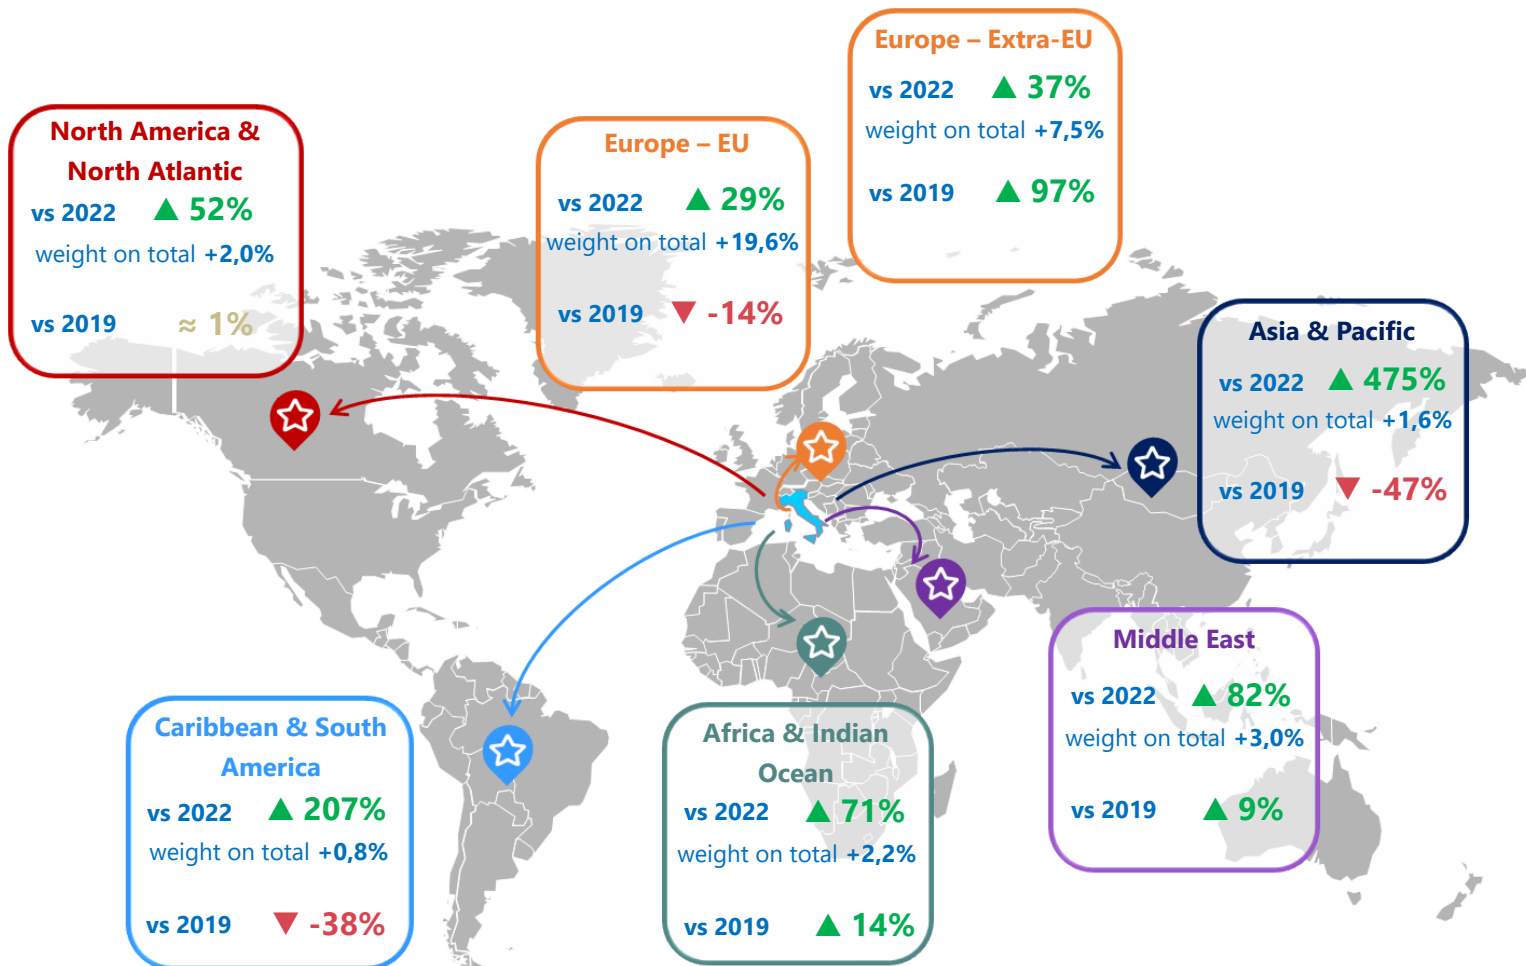 Europe – Extra-EU
vs 2022 ▲ 37%
weight on total +7,5%
vs 2019 ▲ 97%
North America &
North Atlantic
vs 2022 ▲ 52%
weight on total +2,0%
vs 2019 ≈ 1%
Europe – EU
vs 2022 ▲ 29%
weight on total +19,6%
vs 2019 ▼ -14%
Asia & Pacific
vs 2022 ▲ 475%
weight on total +1,6%
vs 2019 ▼ -47%
Middle East
vs 2022 ▲ 82%
weight on total +3,0%
vs 2019 ▲ 9%
Caribbean & South
America
vs 2022 ▲ 207%
weight on total +0,8%
vs 2019 ▼ -38%
Africa & Indian
Ocean
vs 2022 ▲ 71%
weight on total +2,2%
vs 2019 ▲ 14%